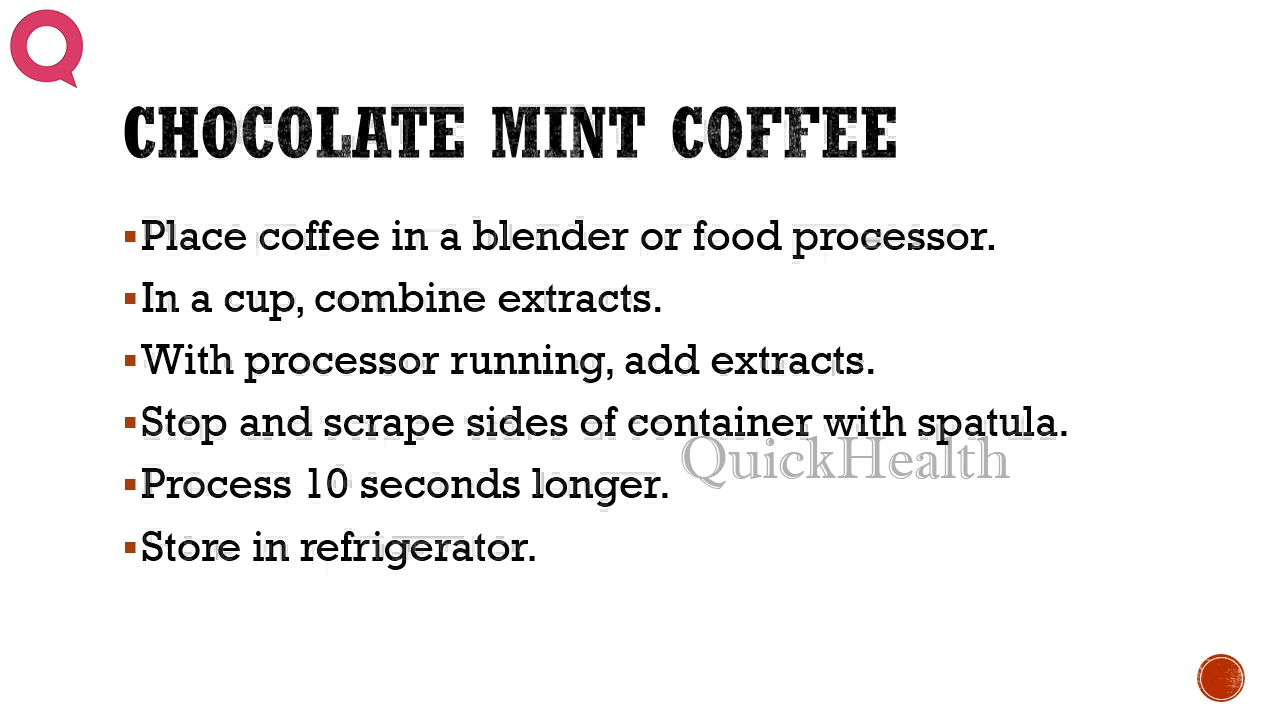 CHOCOLATE MINT COFFEE
▪Place coffee in a blender or food processor.
▪In a cup, combine extracts.
▪With processor running, add extracts.
▪Stop and scrape sides of container with spatula.
QuickHealth
▪Process 10 seconds longer.
▪Store in refrigerator.